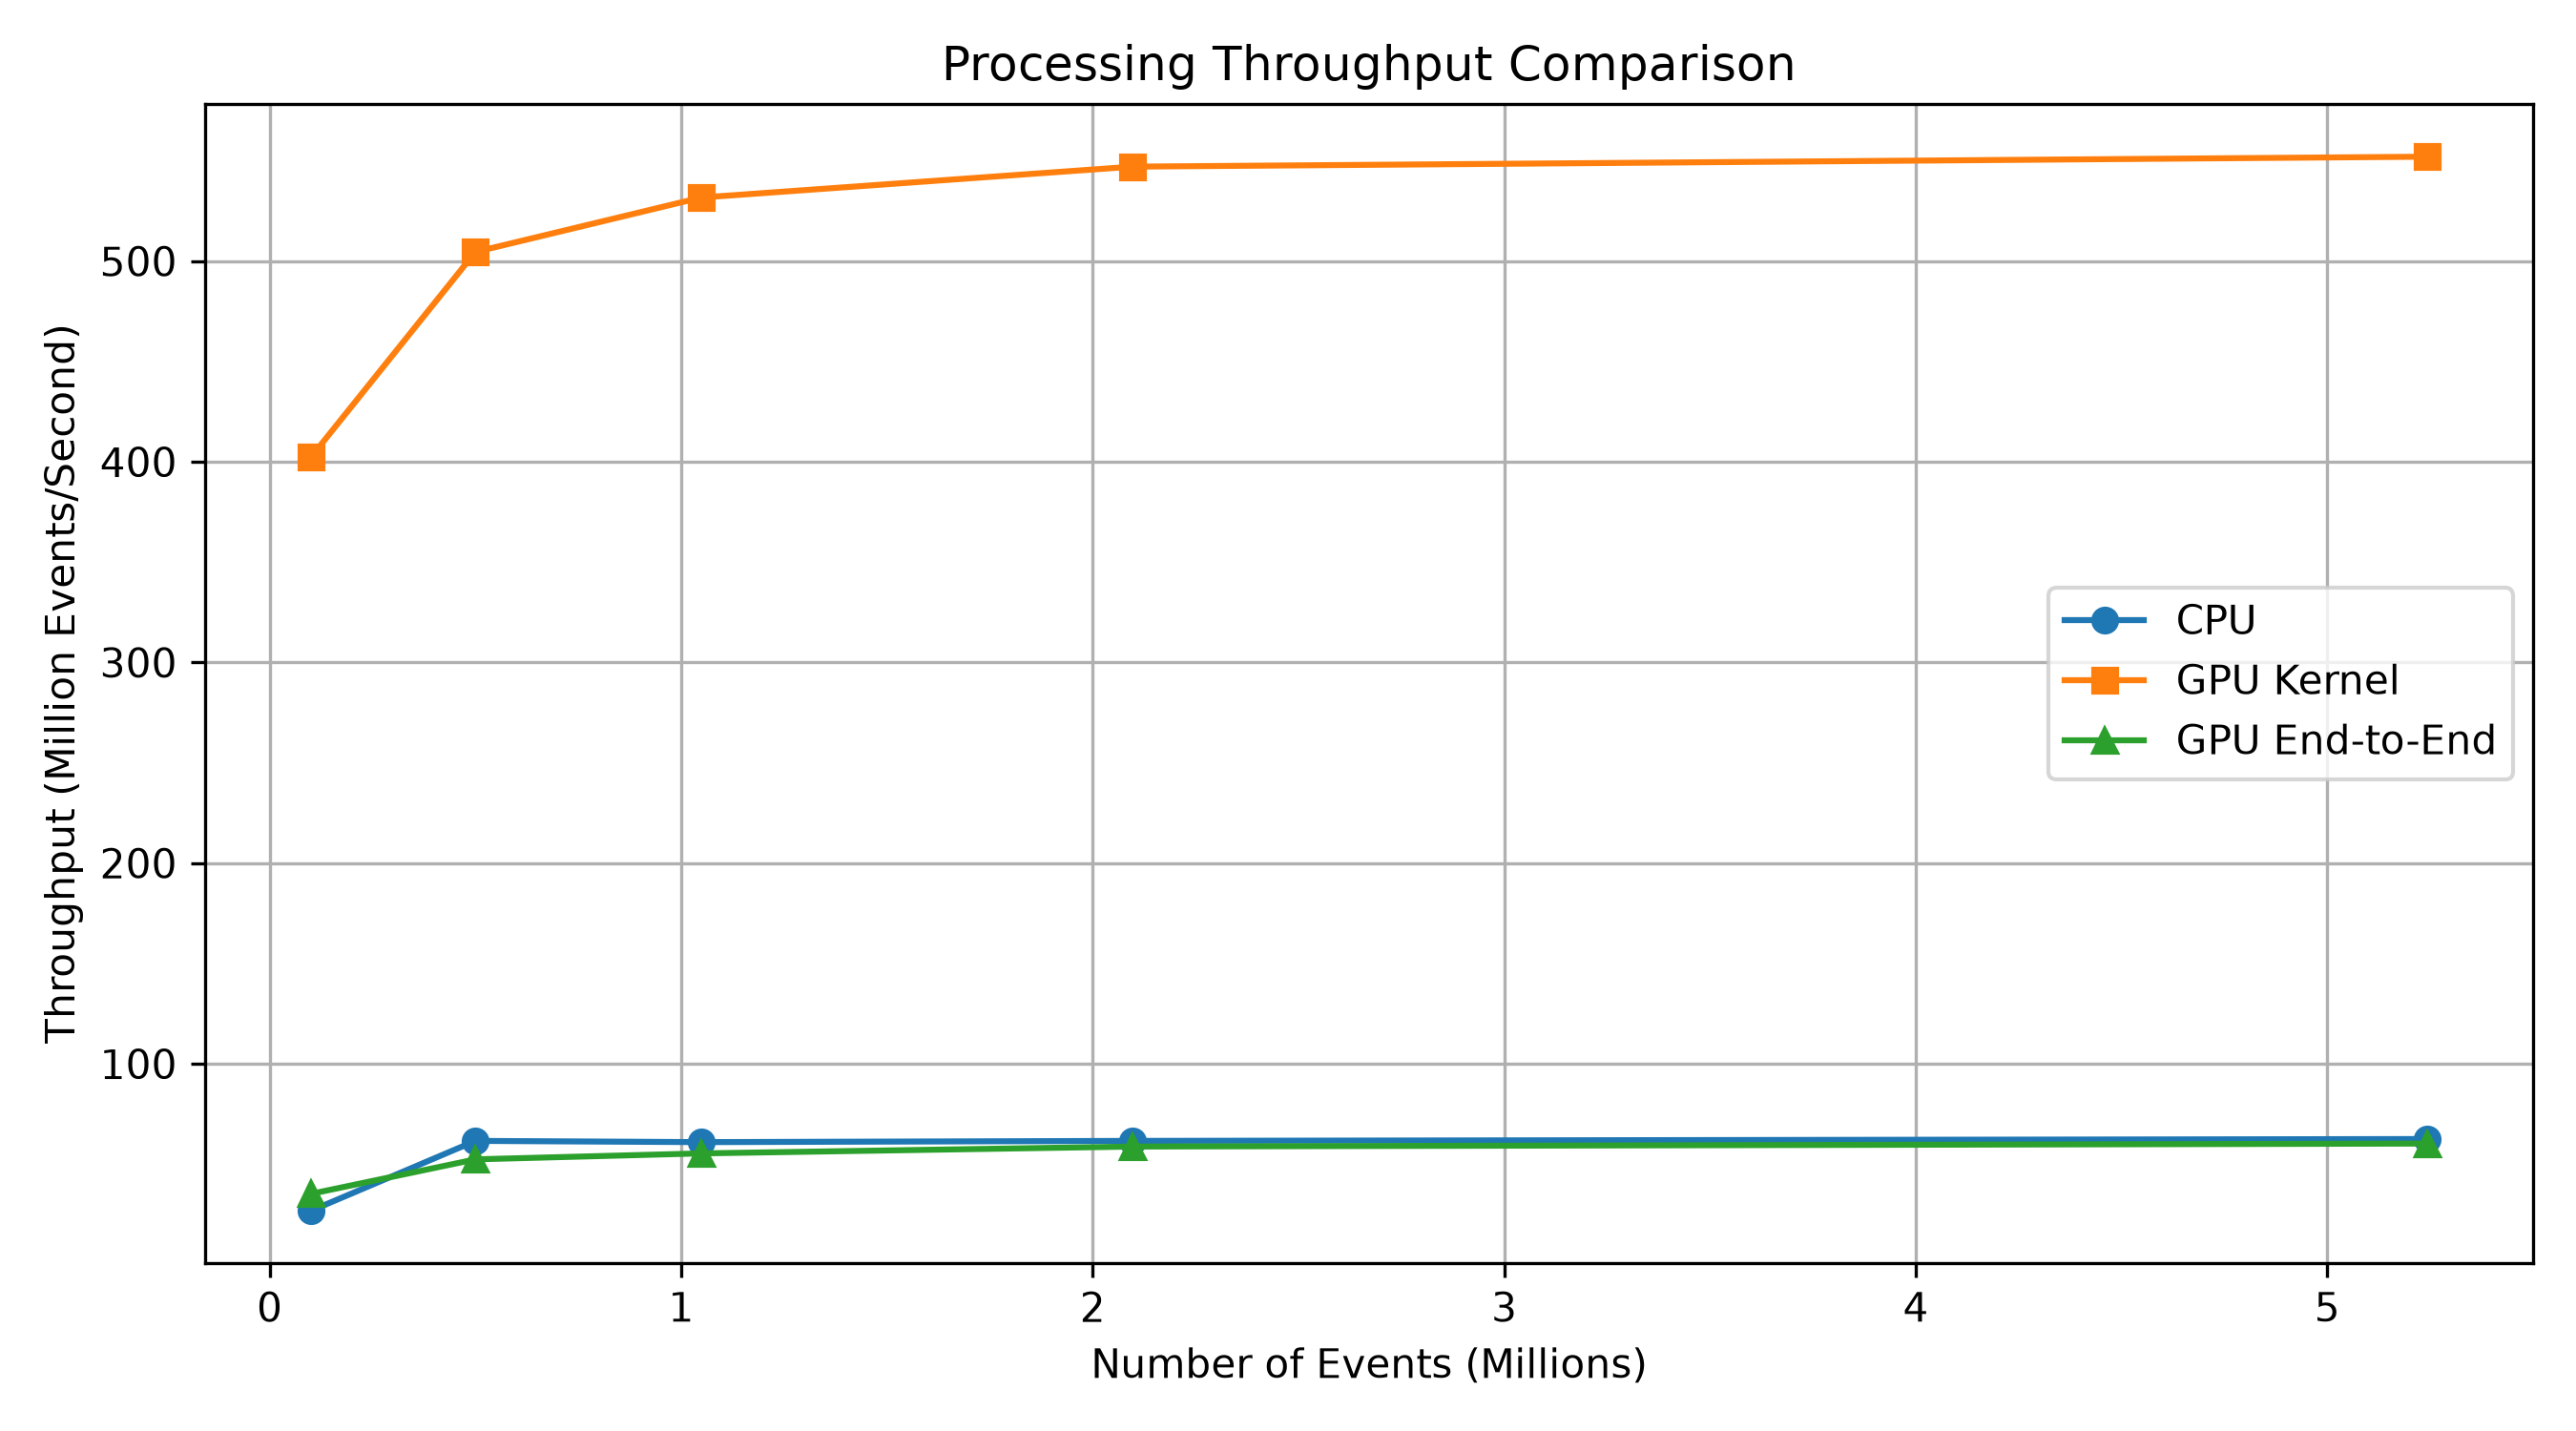 Processing Throughput Comparison
Throughput (Million Events/Second)
500
400
300
200
100
CPU
GPU Kernel
GPU End-to-End
0 1 2 3 4 5
Number of Events (Millions)